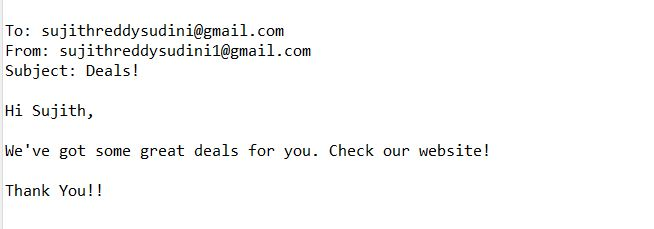 To: sujithreddysudini@gmail.com
From: sujithreddysudini1@gmail.com
Subject: Deals!
Hi Sujith,
We've got some great deals for you. Check our website!
Thank You!!